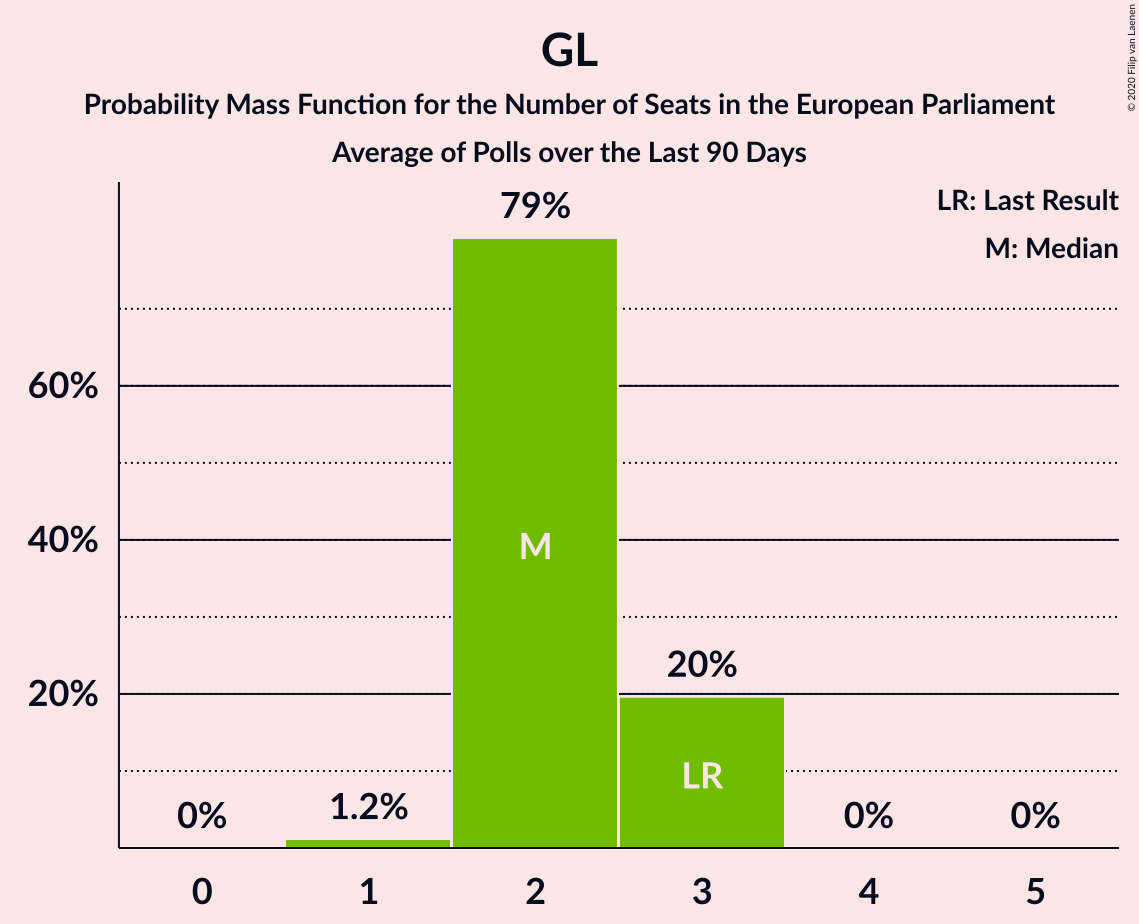 GL
Probability Mass Function for the Number of Seats in the European Parliament
Average of Polls over the Last 90 Days
© 2020 Filip van Laenen
LR: Last Result
M: Median
79%
60%
40%
20%
M
20%
LR
0%
1.2%
0%
0%
0 1 2 3 4 5